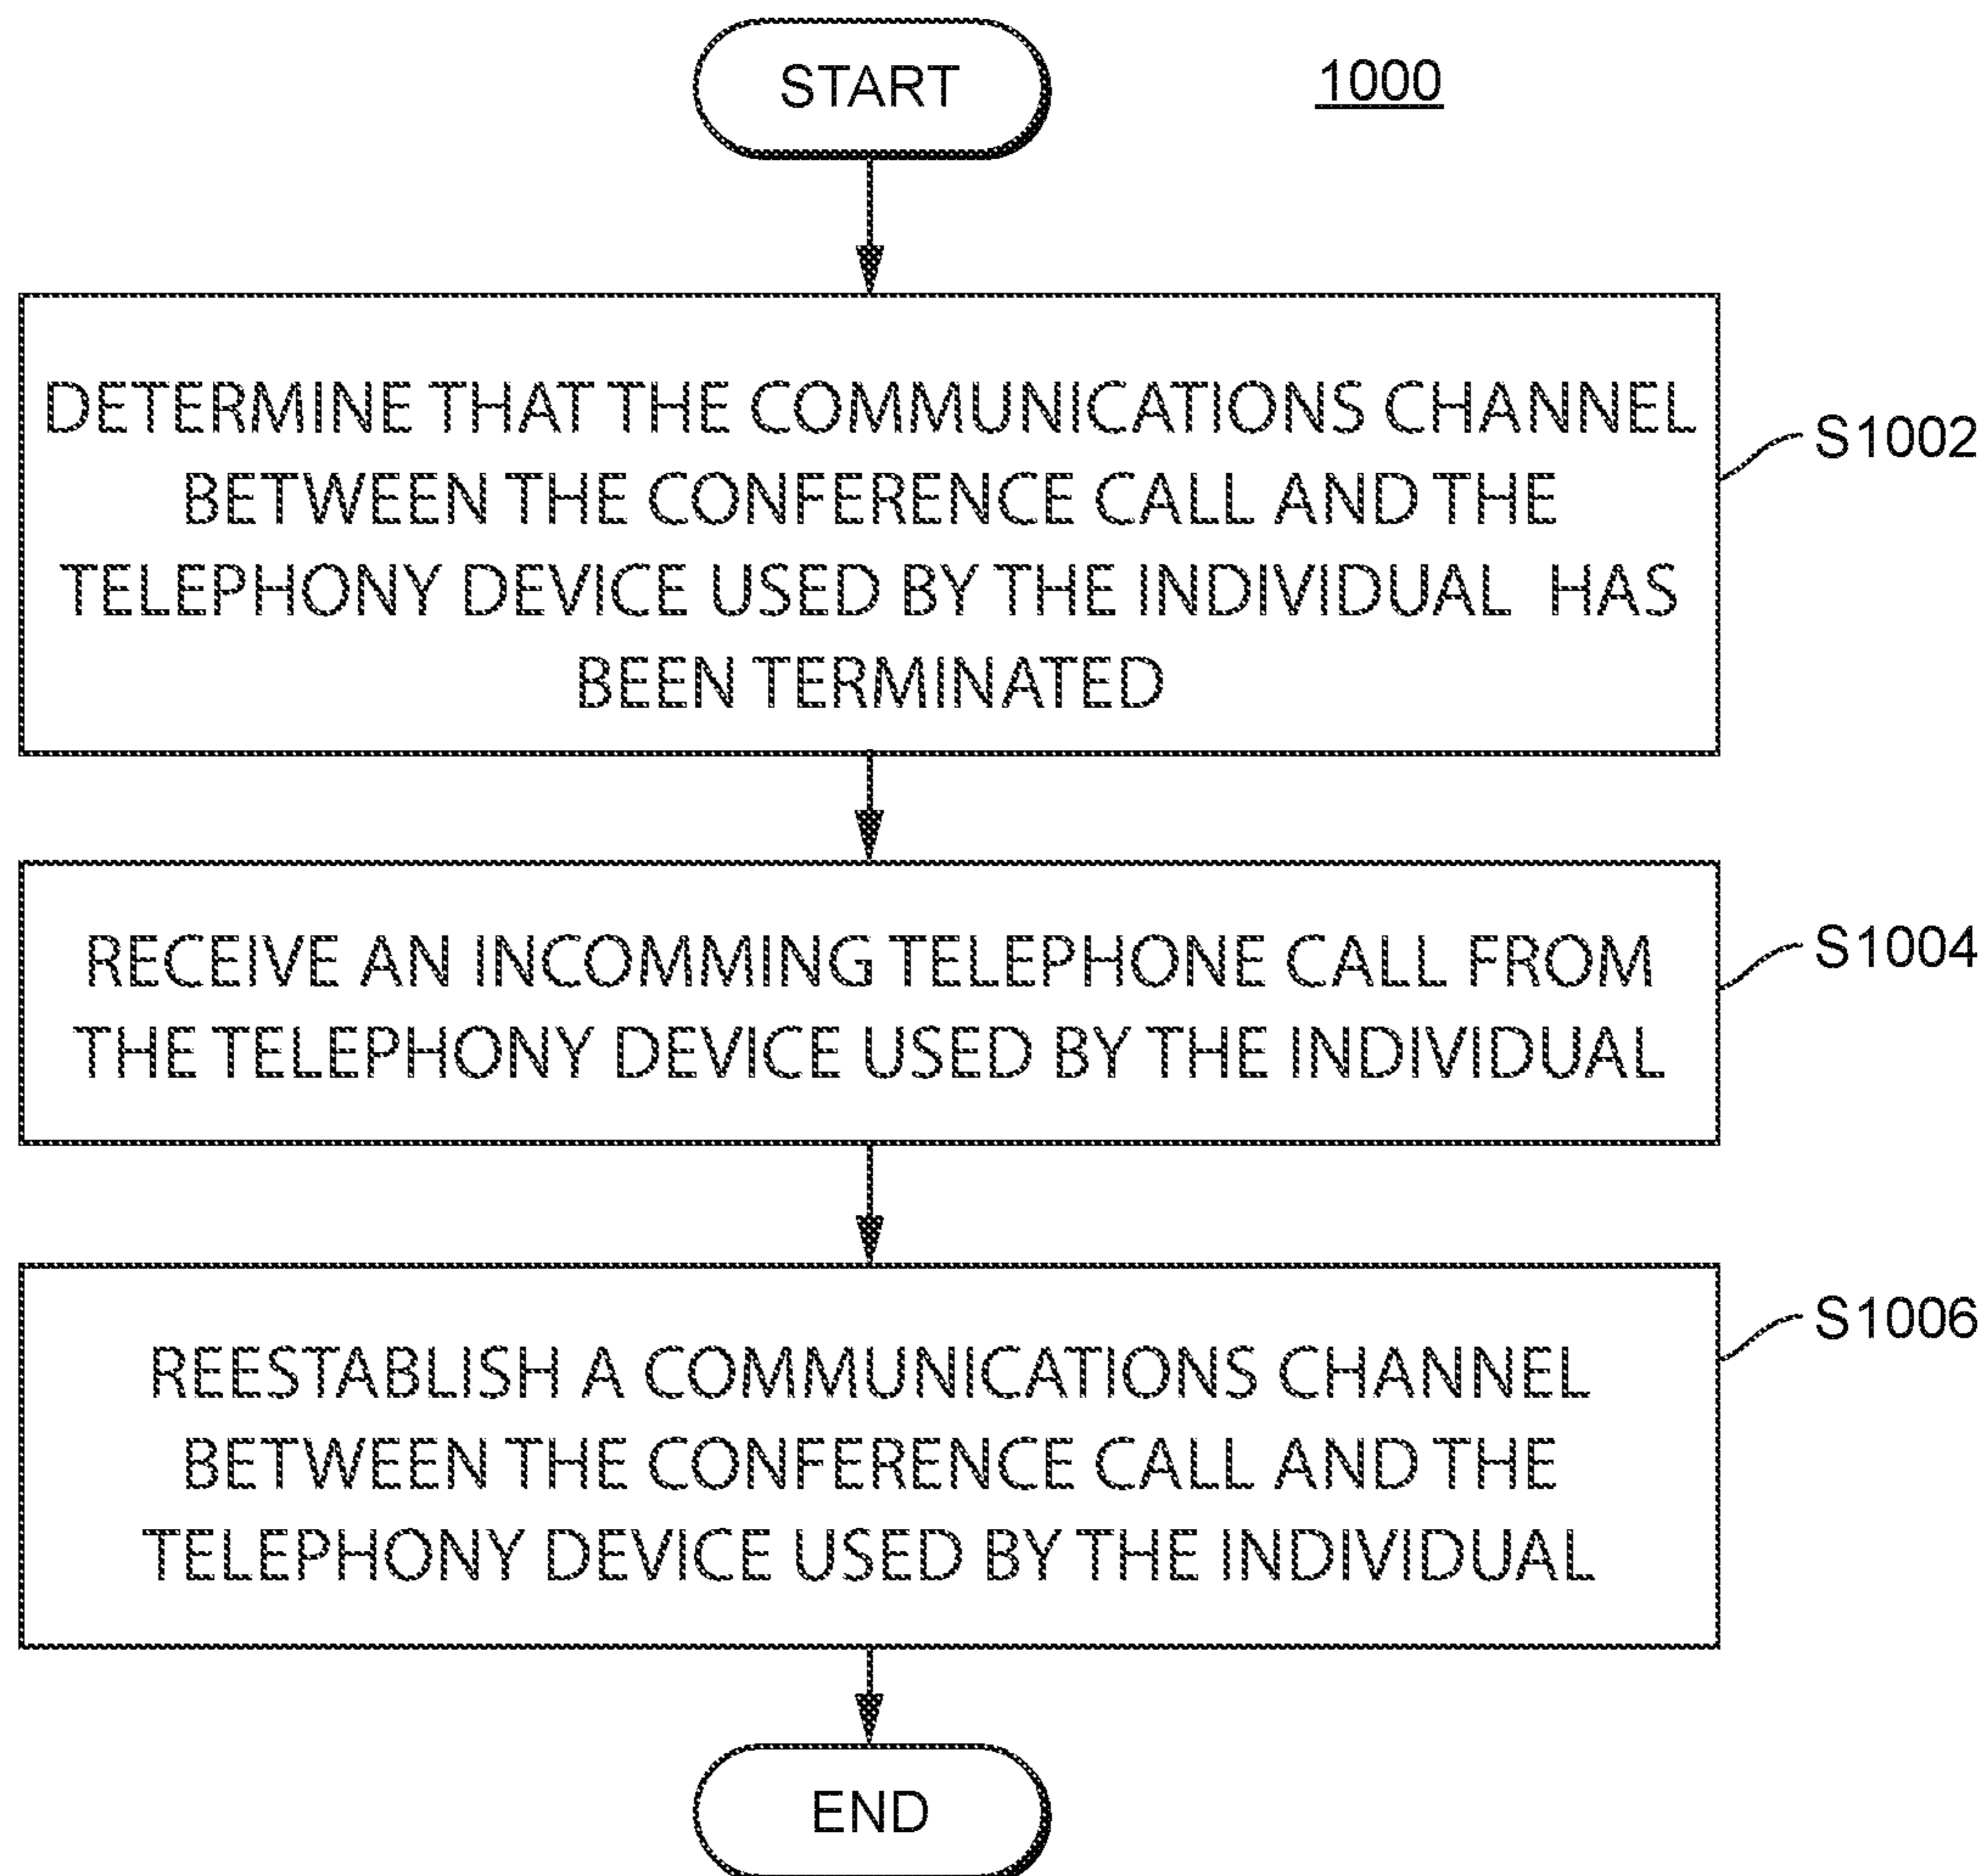 START
1000
DETERMINE THAT THE COMMUNICATIONS CHANNEL
BETWEEN THE CONFERENCE CALL AND THE
TELEPHONY DEVICE USED BY THE INDIVIDUAL HAS
BEEN TERMINATED
S1002
RECEIVE AN INCOMMING TELEPHONE CALL FROM
THE TELEPHONY DEVICE USED BY THE INDIVIDUAL
S1004
REESTABLISH A COMMUNICATIONS CHANNEL
BETWEEN THE CONFERENCE CALL AND THE
TELEPHONY DEVICE USED BY THE INDIVIDUAL
S1006
END